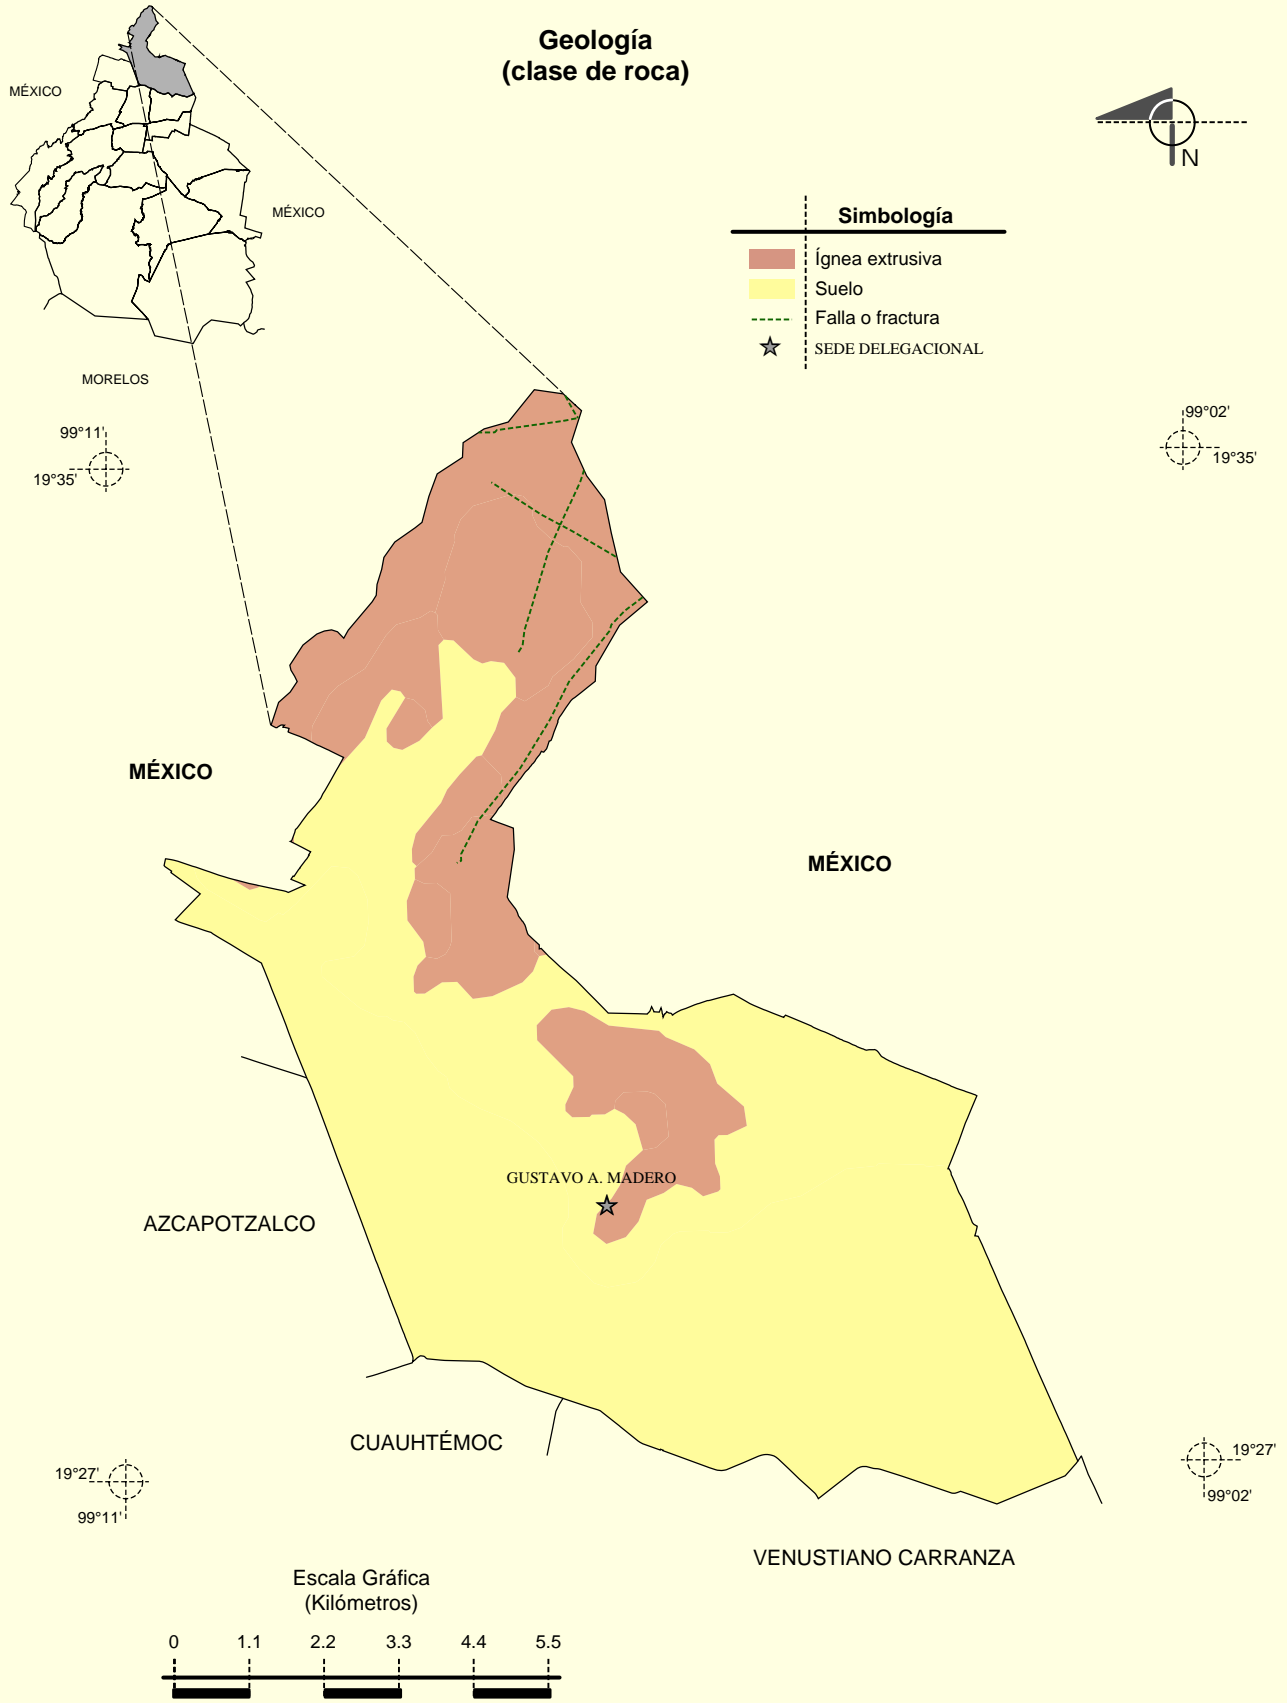 Geología
(clase de roca)
MÉXICO
MÉXICO
MORELOS
N
Simbología
Ígnea extrusiva
Suelo
Falla o fractura
SEDE DELEGACIONAL
99°11'
19°35'
99°02'
19°35'
MÉXICO
MÉXICO
GUSTAVO A. MADERO
AZCAPOTZALCO
CUAUHTÉMOC
VENUSTIANO CARRANZA
19°27'
99°11'
19°27'
99°02'
Escala Gráfica
(Kilómetros)
0 1.1 2.2 3.3 4.4 5.5